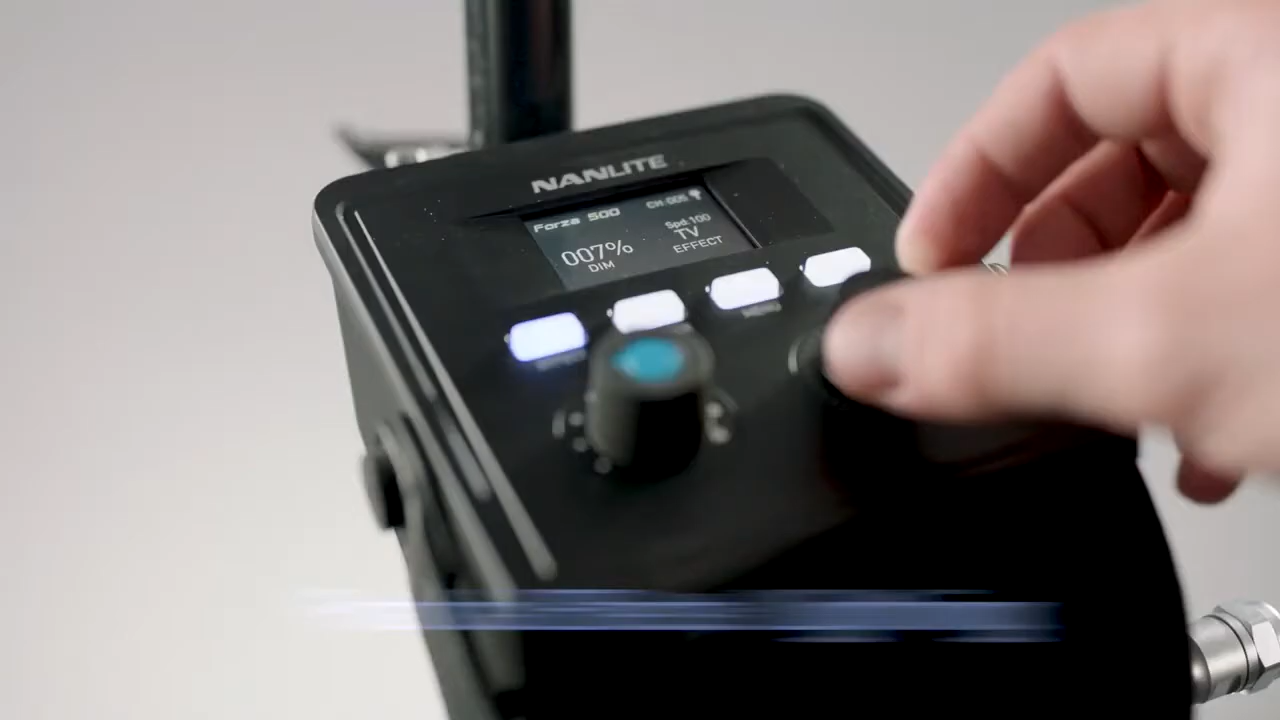 NANLITE
Forza 500
CH:005
007%
DIM
Spd.100
TV
EFFECT